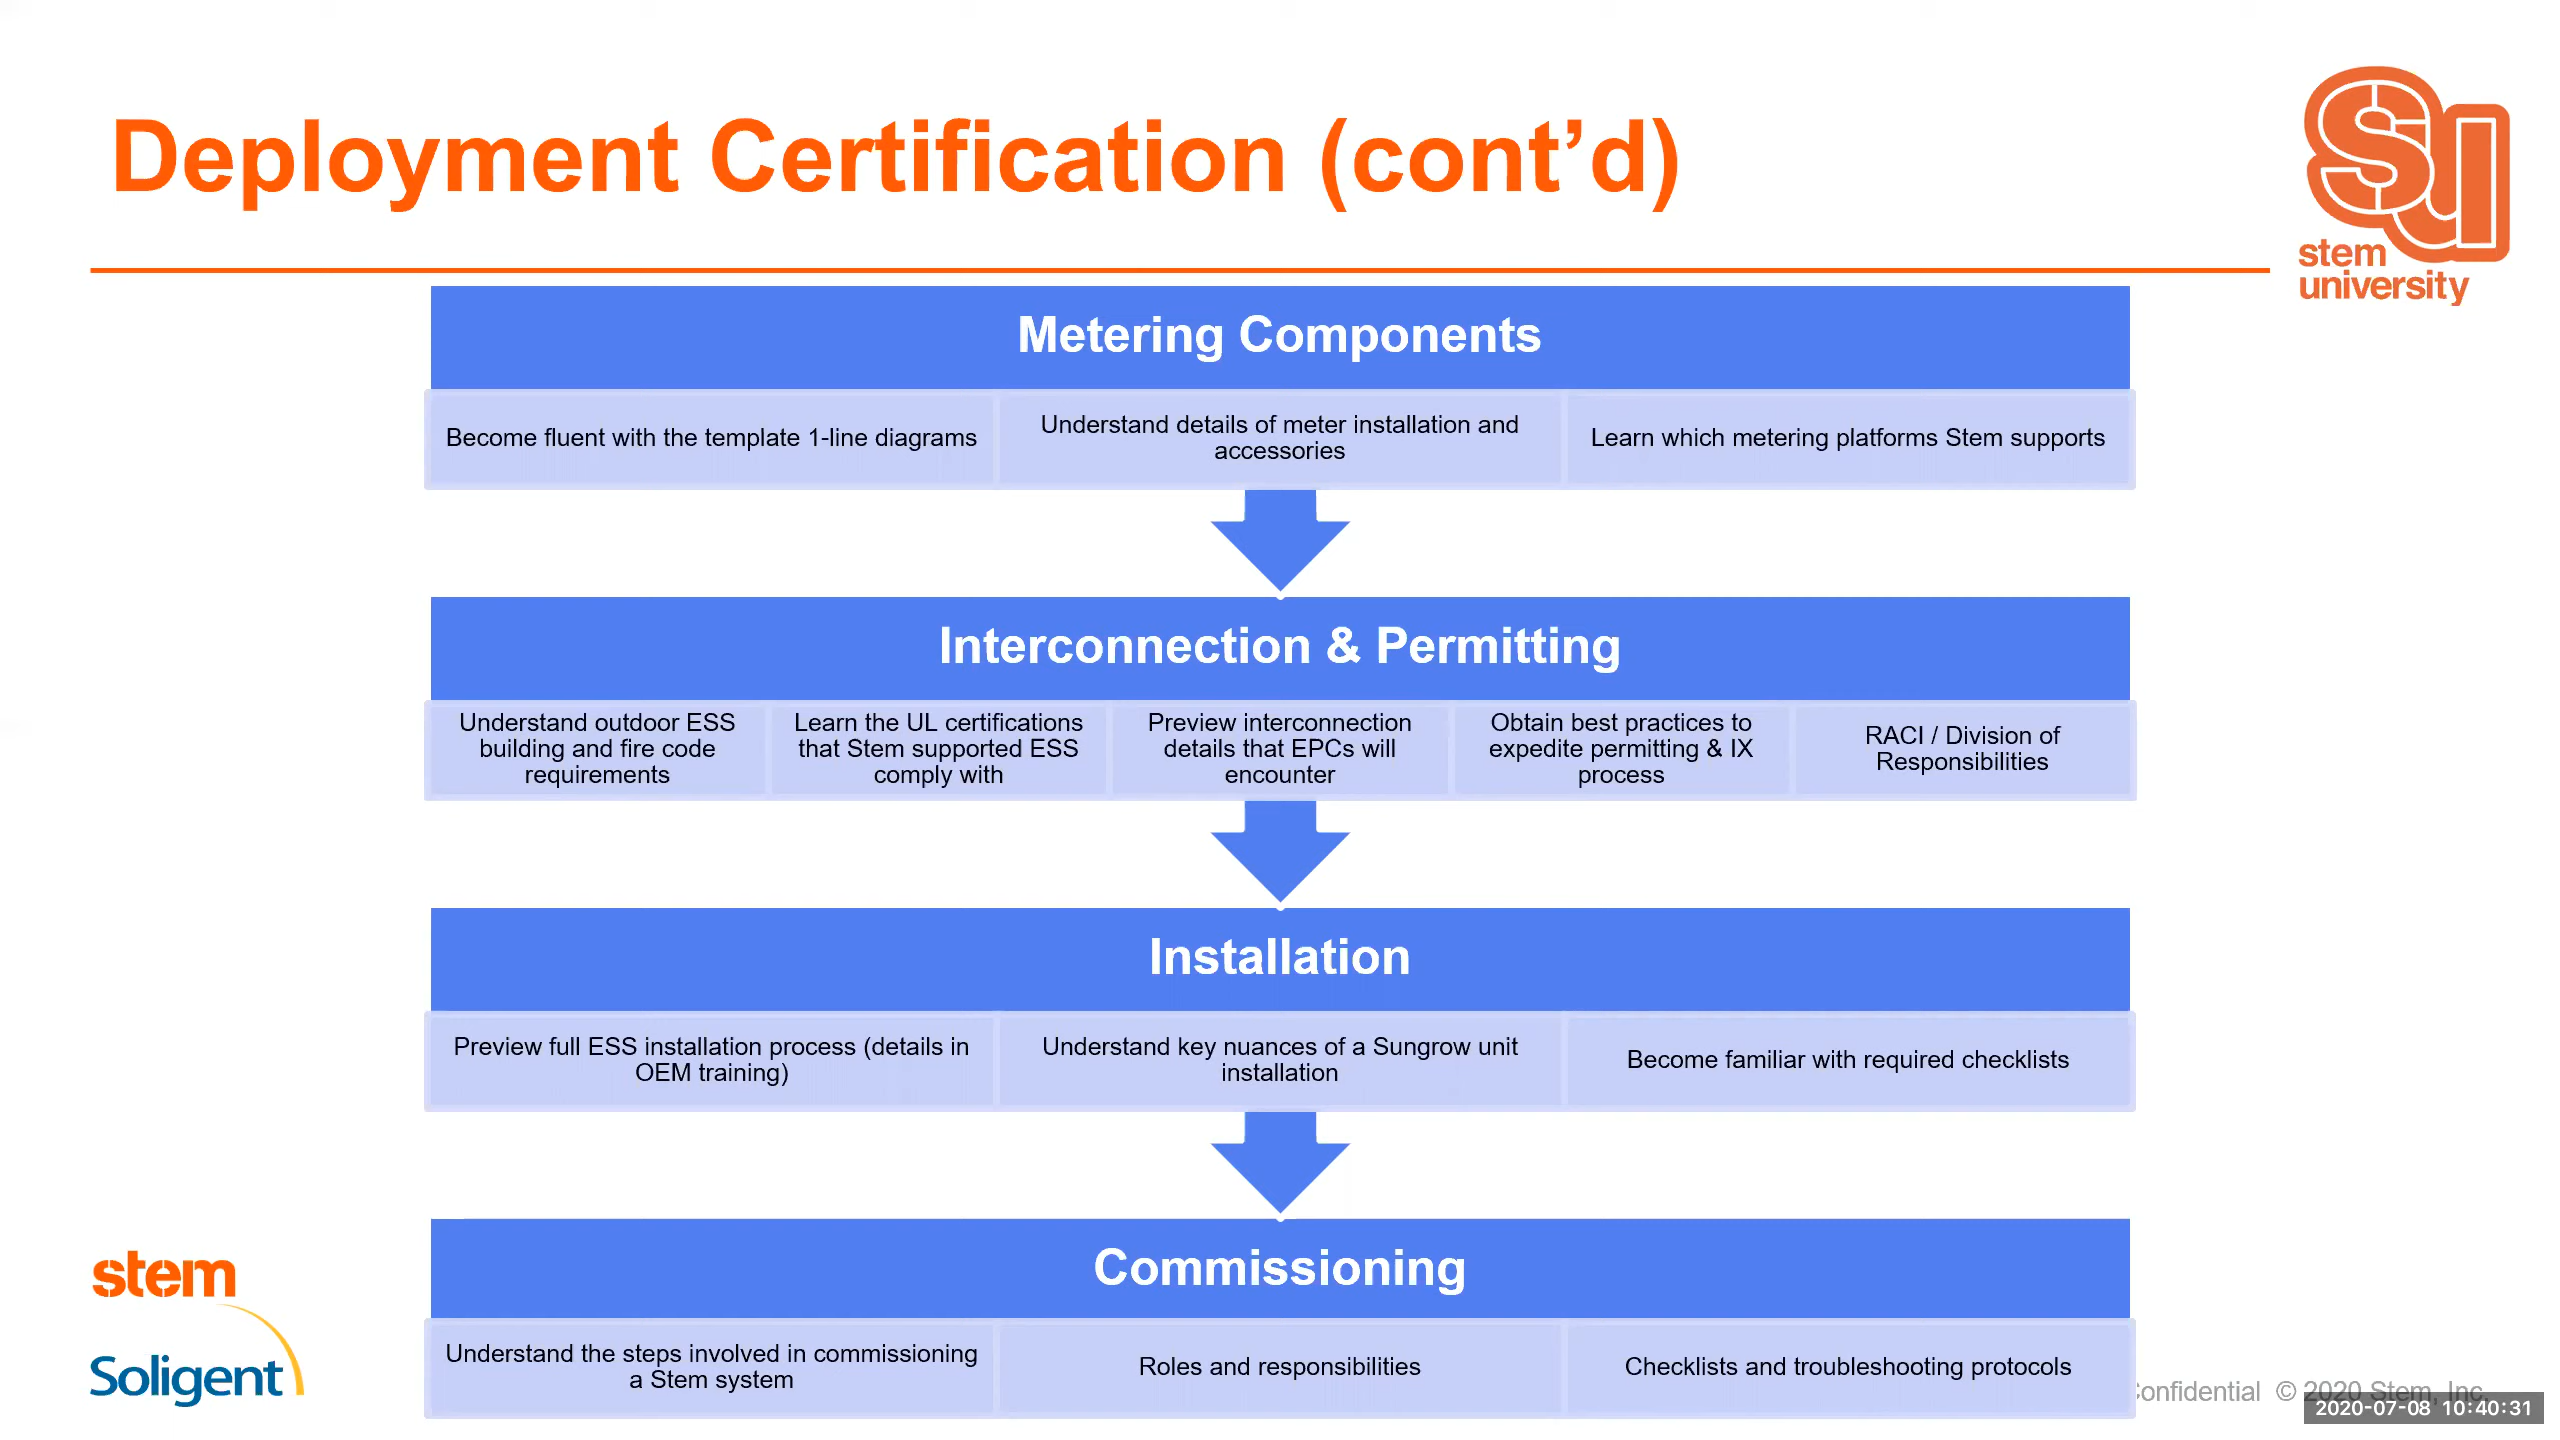 Deployment Certification (cont’d)
SU
stem
university
Metering Components
Become fluent with the template 1-line diagrams
Understand details of meter installation and
accessories
Learn which metering platforms Stem supports
Interconnection & Permitting
Understand outdoor ESS
building and fire code
requirements
Learn the UL certifications
that Stem supported ESS
comply with
Preview interconnection
details that EPCs will
encounter
Obtain best practices to
expedite permitting & IX
process
RACI / Division of
Responsibilities
Installation
Preview full ESS installation process (details in
OEM training)
Understand key nuances of a Sungrow unit
installation
Become familiar with required checklists
Commissioning
Understand the steps involved in commissioning
a Stem system
Roles and responsibilities
Checklists and troubleshooting protocols
stem
Soligent
Confidential © 2020 Stem, Inc.
2020-07-08 10:40:31